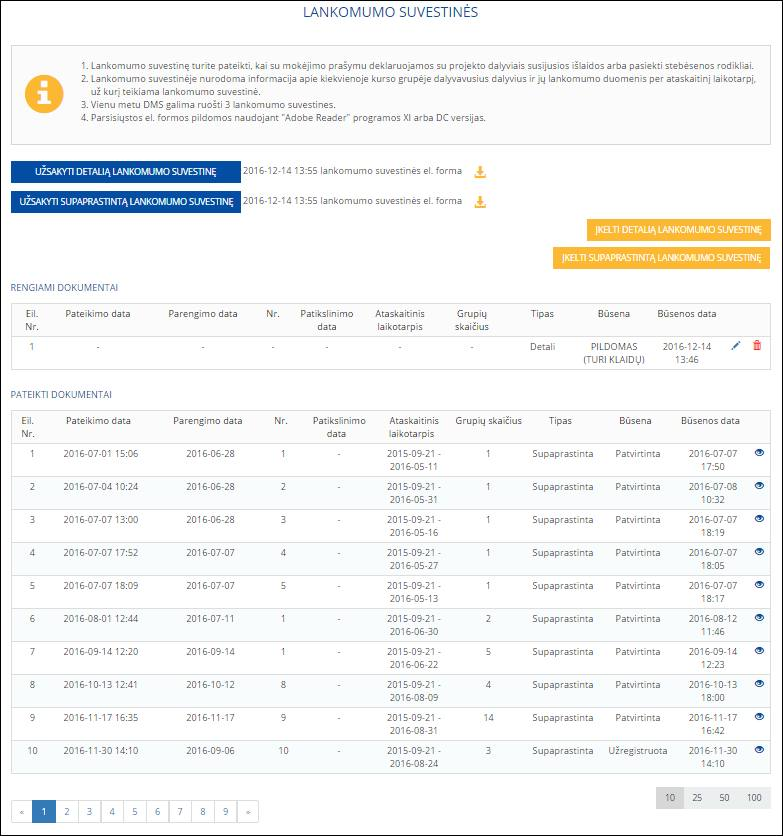 LANKOMUMO SUVESTINĖS
1. Lankomumo suvestinę turite pateikti, kai su mokėjimo prašymu deklaruojamos su projekto dalyviais susijusios išlaidos arba pasiekti stebėsenos rodikliai.
2. Lankomumo suvestinėje nurodoma informacija apie kiekvienoje kurso grupėje dalyvavusius dalyvius ir jų lankomumo duomenis per ataskaitinį laikotarpį,
už kurį teikiama lankomumo suvestinė.
3. Vienu metu DMS galima ruošti 3 lankomumo suvestines.
4. Parsisiųstos el. formos pildomos naudojant "Adobe Reader" programos XI arba DC versijas.
UŽSAKYTI DETALIĄ LANKOMUMO SUVESTINĘ 2016-12-14 13:55 lankomumo suvestinės el. forma
UŽSAKYTI SUPAPRASTINTĄ LANKOMUMO SUVESTINĘ 2016-12-14 13:55 lankomumo suvestinės el. forma
ĮKELTI DETALIĄ LANKOMUMO SUVESTINĘ
ĮKELTI SUPAPRASTINTĄ LANKOMUMO SUVESTINĘ
RENGIAMI DOKUMENTAI
Eil. Pateikimo data Parengimo data Nr. Patikslinimo Ataskaitinis Grupių Tipas Būsena Būsenos data
Nr. data laikotarpis skaičius
1 - - - - - - Detali PILDOMAS 2016-12-14
(TURI KLAIDŲ) 13:46
PATEIKTI DOKUMENTAI
Eil. Pateikimo data Parengimo data Nr. Patikslinimo Ataskaitinis Grupių skaičius Tipas Būsena Būsenos data
Nr. data laikotarpis
1 2016-07-01 15:06 2016-06-28 1 - 2015-09-21 - 1 Supaprastinta Patvirtinta 2016-07-07
2016-05-11 17:50
2 2016-07-04 10:24 2016-06-28 2 - 2015-09-21 - 1 Supaprastinta Patvirtinta 2016-07-08
2016-05-31 10:32
3 2016-07-07 13:00 2016-06-28 3 - 2015-09-21 - 1 Supaprastinta Patvirtinta 2016-07-07
2016-05-16 18:19
4 2016-07-07 17:52 2016-07-07 4 - 2015-09-21 - 1 Supaprastinta Patvirtinta 2016-07-07
2016-05-27 18:05
5 2016-07-07 18:09 2016-07-07 5 - 2015-09-21 - 1 Supaprastinta Patvirtinta 2016-07-07
2016-05-13 18:17
6 2016-08-01 12:44 2016-07-11 1 - 2015-09-21 - 2 Supaprastinta Patvirtinta 2016-08-12
2016-06-30 11:46
7 2016-09-14 12:20 2016-09-14 1 - 2015-09-21 - 5 Supaprastinta Patvirtinta 2016-09-14
2016-06-22 12:23
8 2016-10-13 12:41 2016-10-12 8 - 2015-09-21 - 4 Supaprastinta Patvirtinta 2016-10-13
2016-08-09 18:00
9 2016-11-17 16:35 2016-11-17 9 - 2015-09-21 - 14 Supaprastinta Patvirtinta 2016-11-17
2016-08-31 16:42
10 2016-11-30 14:10 2016-09-06 10 - 2015-09-21 - 3 Supaprastinta Užregistruota 2016-11-30
2016-08-24 14:10
10 25 50 100
« 1 2 3 4 5 6 7 8 9 »